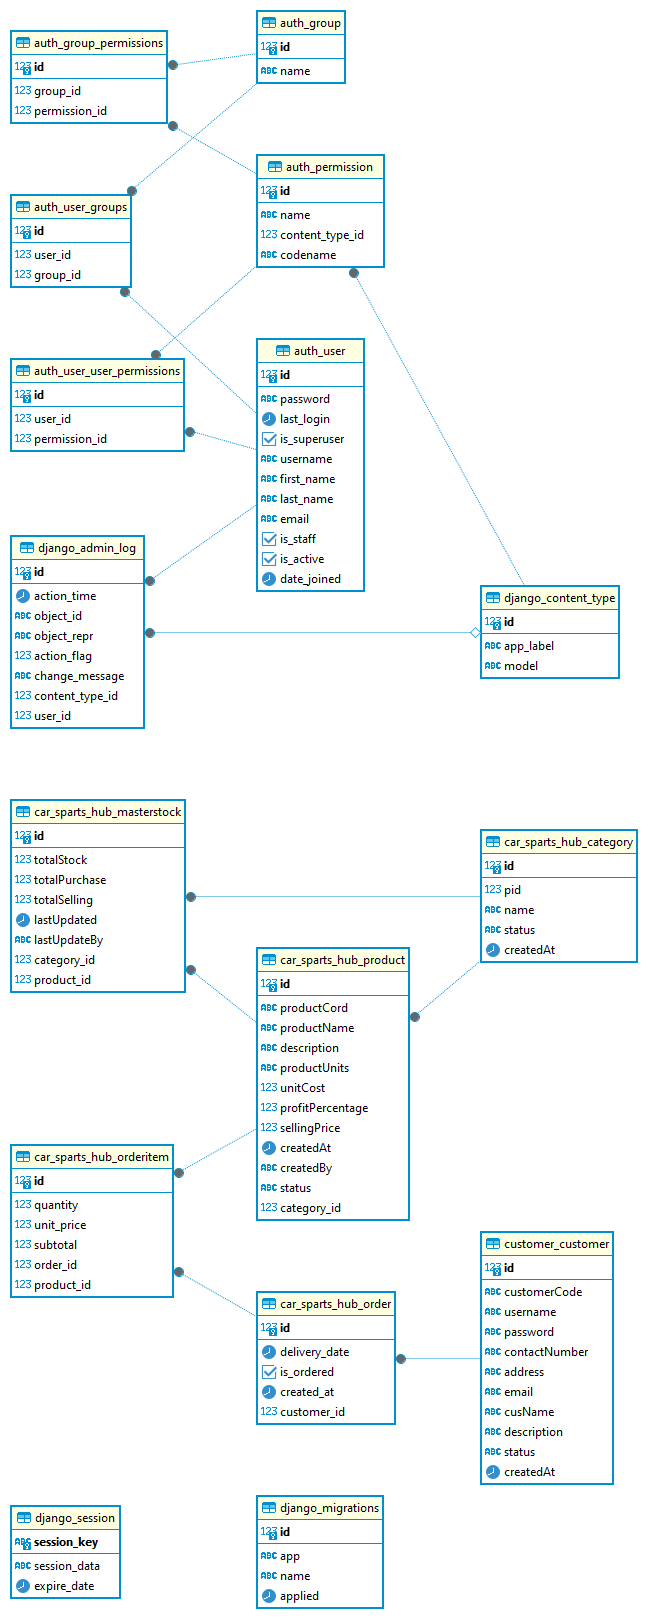 auth_group
123 id
ABC name
auth_group_permissions
123 id
123 group_id
123 permission_id
auth_permission
123 id
ABC name
123 content_type_id
ABC codename
auth_user_groups
123 id
123 user_id
123 group_id
auth_user
123 id
ABC password
last_login
is_superuser
ABC username
ABC first_name
ABC last_name
ABC email
is_staff
is_active
date_joined
auth_user_user_permissions
123 id
123 user_id
123 permission_id
django_admin_log
123 id
action_time
ABC object_id
ABC object_repr
123 action_flag
ABC change_message
123 content_type_id
123 user_id
django_content_type
123 id
ABC app_label
ABC model
car_sparts_hub_masterstock
123 id
123 totalStock
123 totalPurchase
123 totalSelling
lastUpdated
ABC lastUpdateBy
123 category_id
123 product_id
car_sparts_hub_category
123 id
123 pid
ABC name
ABC status
createdAt
car_sparts_hub_product
123 id
ABC productCord
ABC productName
ABC description
ABC productUnits
123 unitCost
123 profitPercentage
123 sellingPrice
createdAt
ABC createdBy
ABC status
123 category_id
car_sparts_hub_orderitem
123 id
123 quantity
123 unit_price
123 subtotal
123 order_id
123 product_id
customer_customer
123 id
ABC customerCode
ABC username
ABC password
ABC contactNumber
ABC address
ABC email
ABC cusName
ABC description
ABC status
createdAt
car_sparts_hub_order
123 id
delivery_date
is_ordered
created_at
123 customer_id
django_session
ABC session_key
ABC session_data
expire_date
django_migrations
123 id
ABC app
ABC name
applied